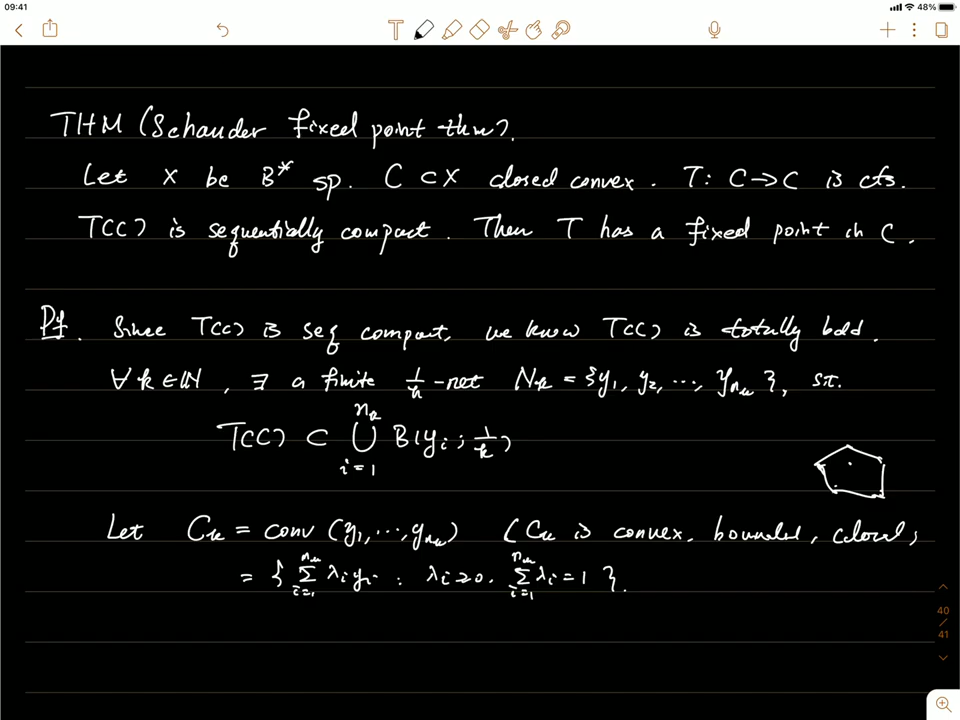 09:41
48%
THM (Schauder fixed point thm).
Let X be B* sp. C ⊂ X closed convex. T: C → C is cts.
T(C) is sequentially compact. Then T has a fixed point in C.
Pf. Since T(C) is seq compact, we know T(C) is totally bdd.
∀ k ∈ ℕ, ∃ a finite 1/k-net N_k = {y_1, y_2, ..., y_{n_k}}, st.
T(C) ⊂ ⋃_{i=1}^{n_k} B(y_i; 1/k)
Let C_k = conv (y_1, ..., y_{n_k}) (C_k is convex, bounded, closed)
= { ∑_{i=1}^{n_k} λ_i y_i : λ_i ≥ 0. ∑_{i=1}^{n_k} λ_i = 1 }.
40
/
41